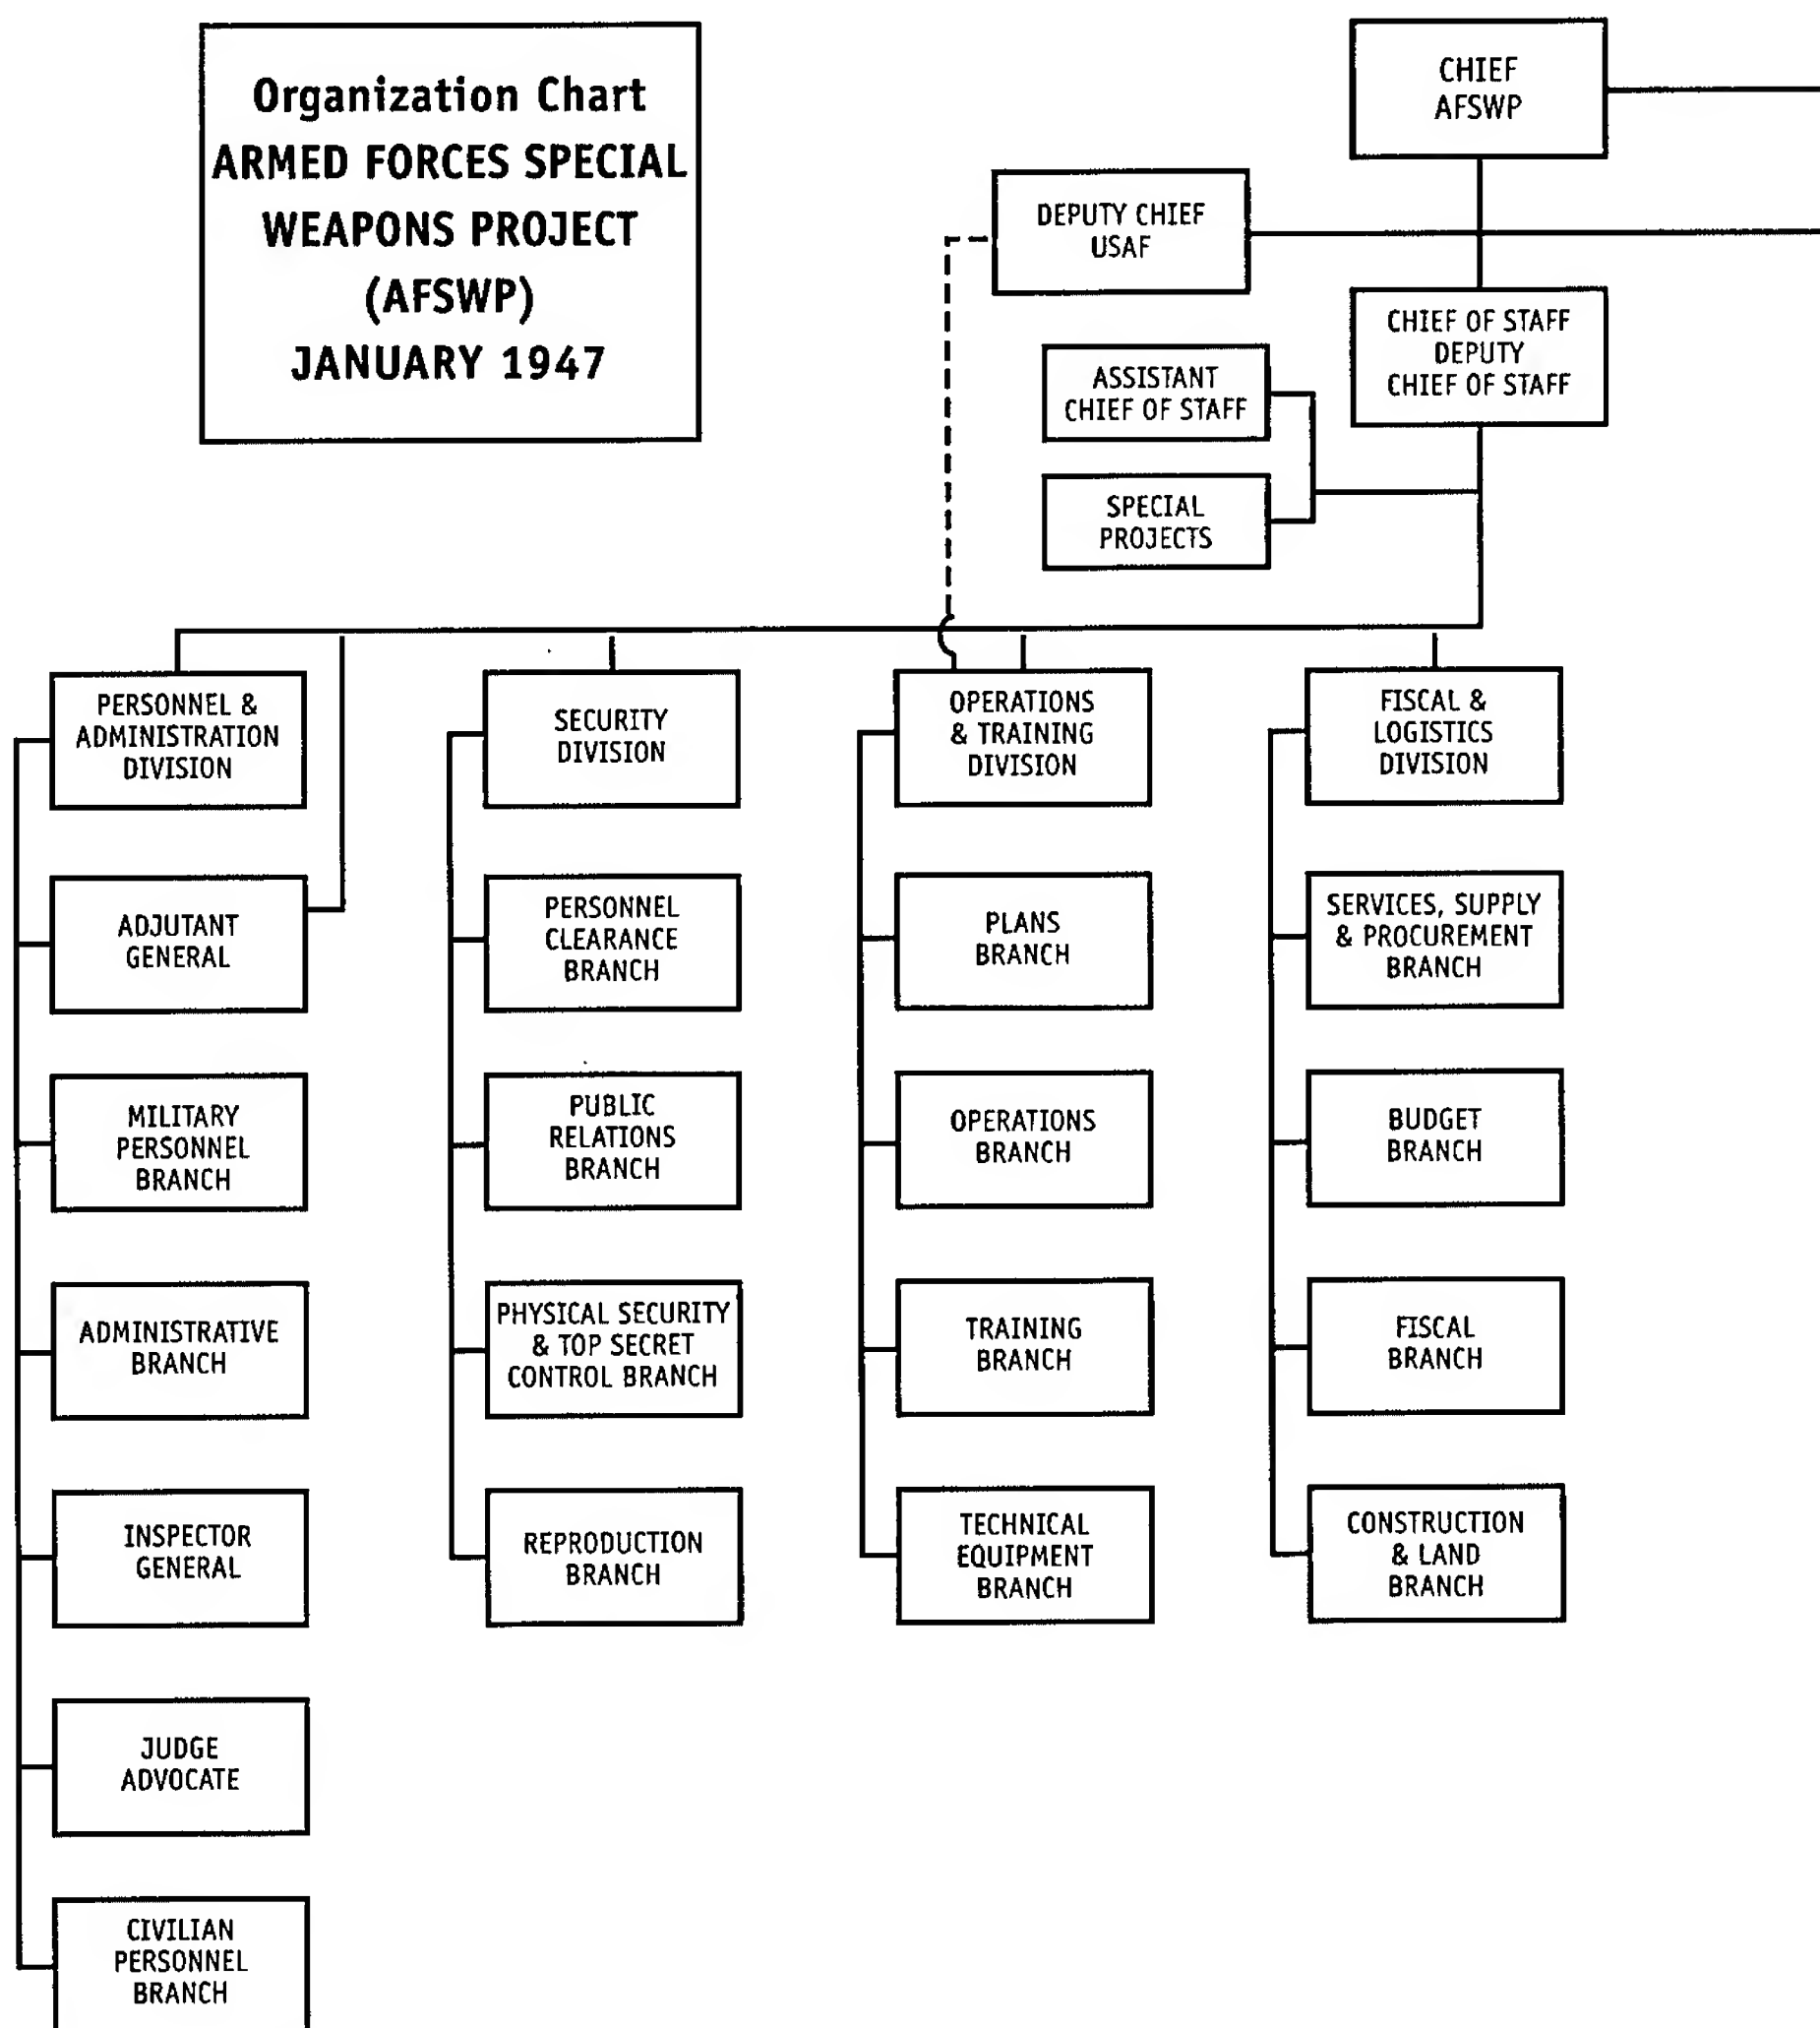 Organization Chart
ARMED FORCES SPECIAL
WEAPONS PROJECT
(AFSWP)
JANUARY 1947
CHIEF
AFSWP
DEPUTY CHIEF
USAF
CHIEF OF STAFF
DEPUTY
CHIEF OF STAFF
ASSISTANT
CHIEF OF STAFF
SPECIAL
PROJECTS
PERSONNEL &
ADMINISTRATION
DIVISION
ADJUTANT
GENERAL
MILITARY
PERSONNEL
BRANCH
ADMINISTRATIVE
BRANCH
INSPECTOR
GENERAL
JUDGE
ADVOCATE
CIVILIAN
PERSONNEL
BRANCH
SECURITY
DIVISION
PERSONNEL
CLEARANCE
BRANCH
PUBLIC
RELATIONS
BRANCH
PHYSICAL SECURITY
& TOP SECRET
CONTROL BRANCH
REPRODUCTION
BRANCH
OPERATIONS
& TRAINING
DIVISION
PLANS
BRANCH
OPERATIONS
BRANCH
TRAINING
BRANCH
TECHNICAL
EQUIPMENT
BRANCH
FISCAL &
LOGISTICS
DIVISION
SERVICES, SUPPLY
& PROCUREMENT
BRANCH
BUDGET
BRANCH
FISCAL
BRANCH
CONSTRUCTION
& LAND
BRANCH